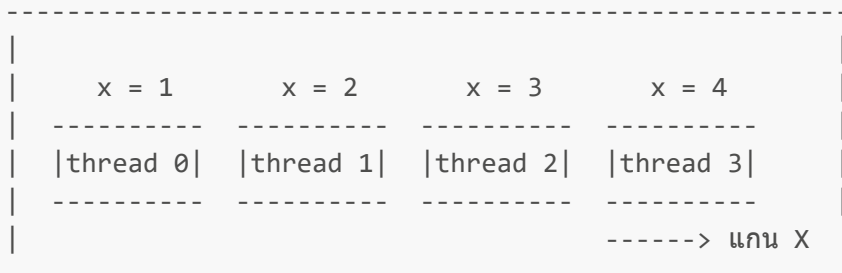 x = 1 x = 2 x = 3 x = 4
|thread 0| |thread 1| |thread 2| |thread 3|
------> แกน X